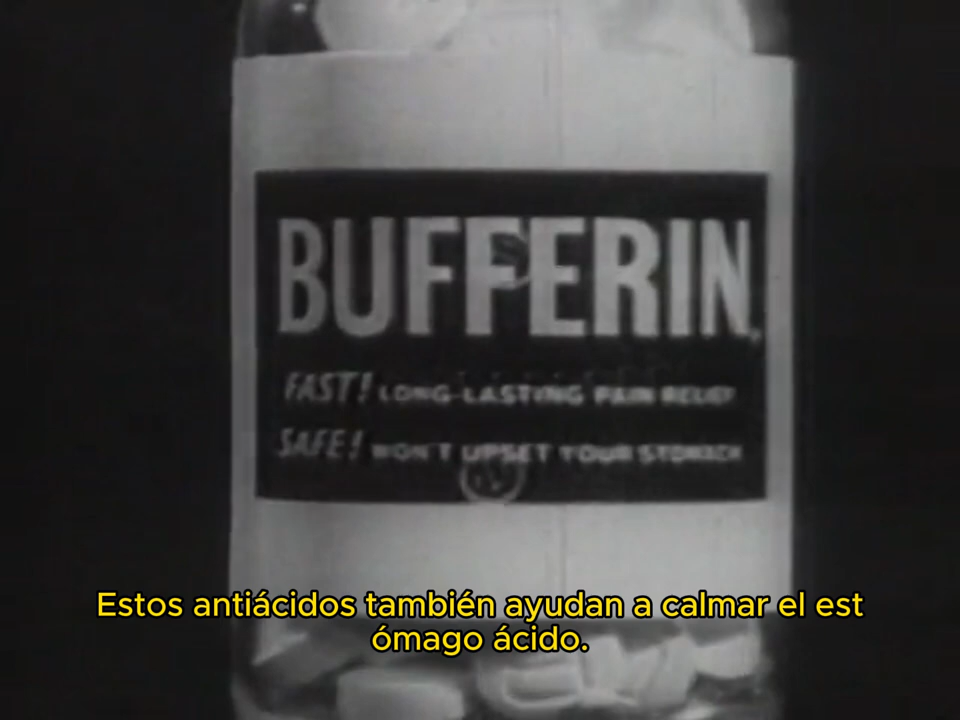 BUFFERIN
FAST! LONG-LASTING PAIN RELIEF
SAFE! WON'T UPSET YOUR STOMACH
Estos antiácidos también ayudan a calmar el est
ómago ácido.